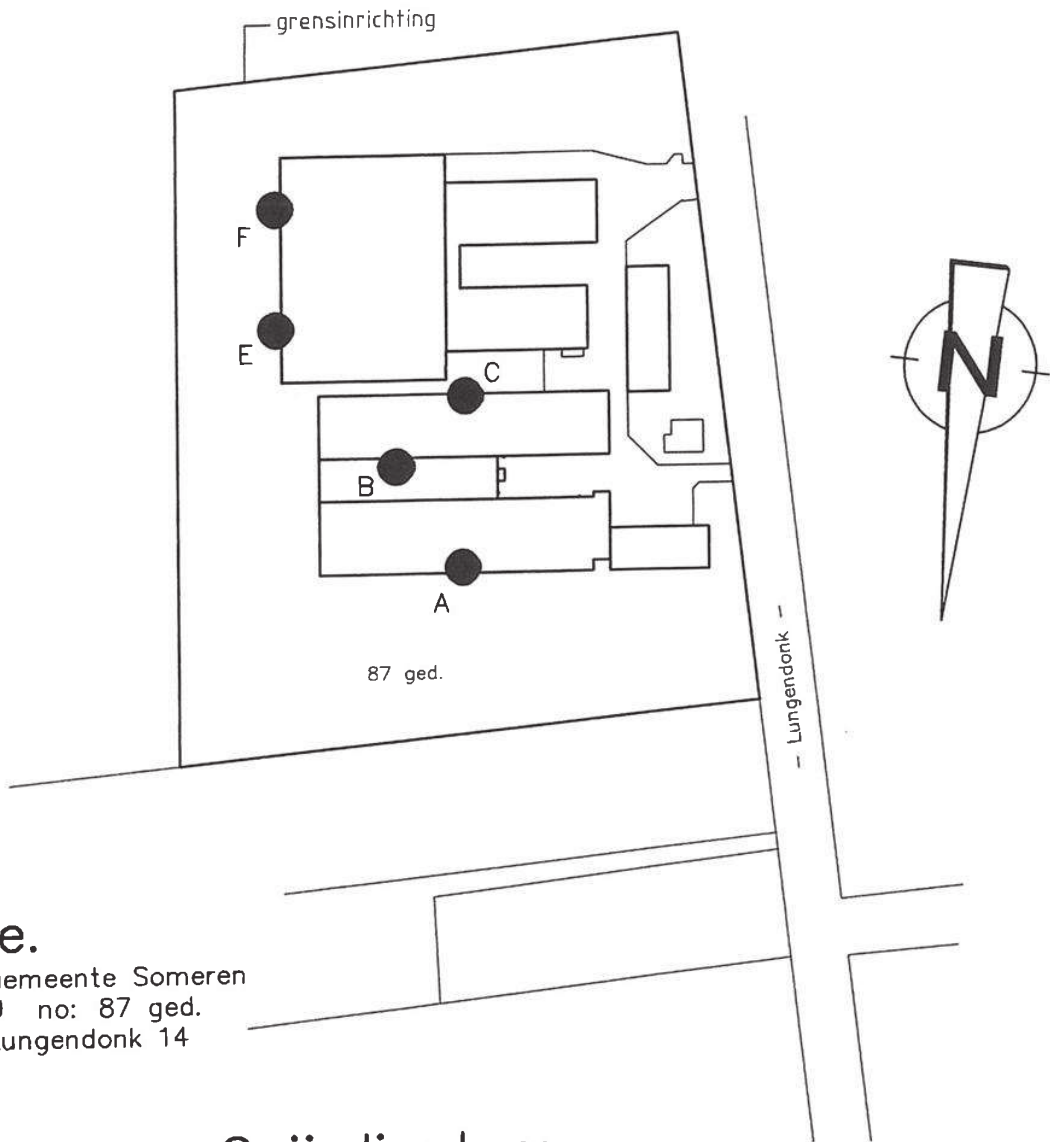 grensinrichting
F
E
C
B
A
N
87 ged.
- Lungendonk -
e.
emeente Someren
no: 87 ged.
ungendonk 14